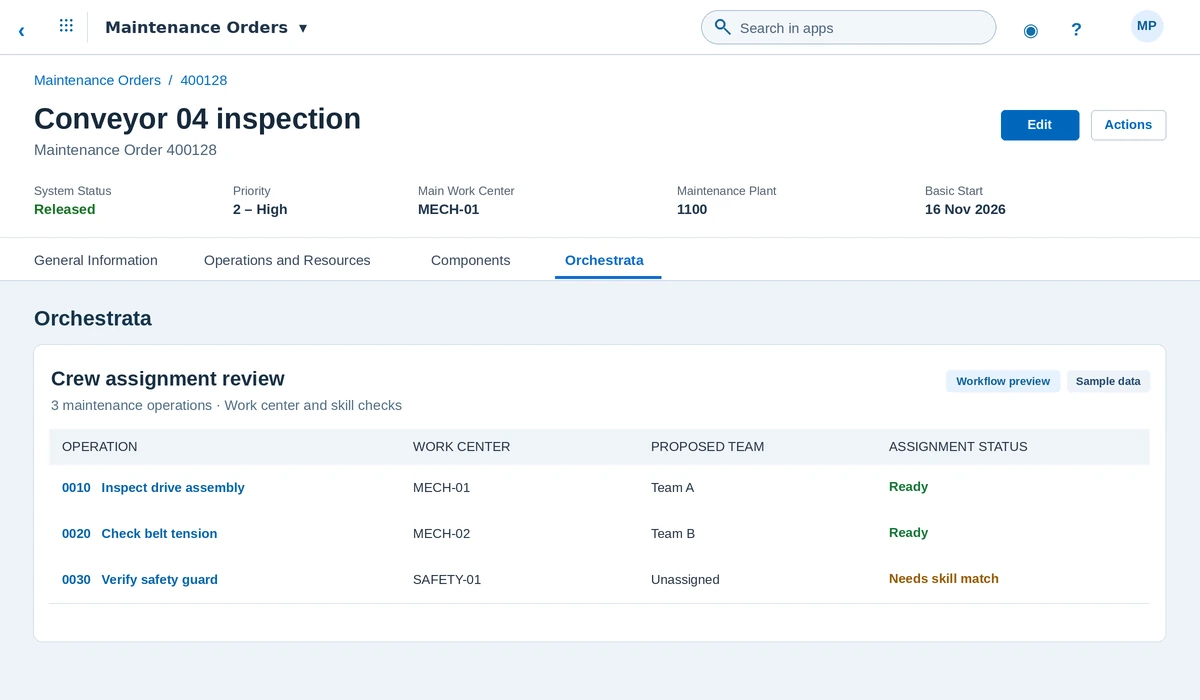 Maintenance Orders ▼
Search in apps
?
MP
Maintenance Orders / 400128
Conveyor 04 inspection
Maintenance Order 400128
Edit
Actions
System Status
Released
Priority
2 – High
Main Work Center
MECH-01
Maintenance Plant
1100
Basic Start
16 Nov 2026
General Information
Operations and Resources
Components
Orchestrata
Orchestrata
Crew assignment review
3 maintenance operations · Work center and skill checks
Workflow preview
Sample data
OPERATION WORK CENTER PROPOSED TEAM ASSIGNMENT STATUS
0010 Inspect drive assembly MECH-01 Team A Ready
0020 Check belt tension MECH-02 Team B Ready
0030 Verify safety guard SAFETY-01 Unassigned Needs skill match